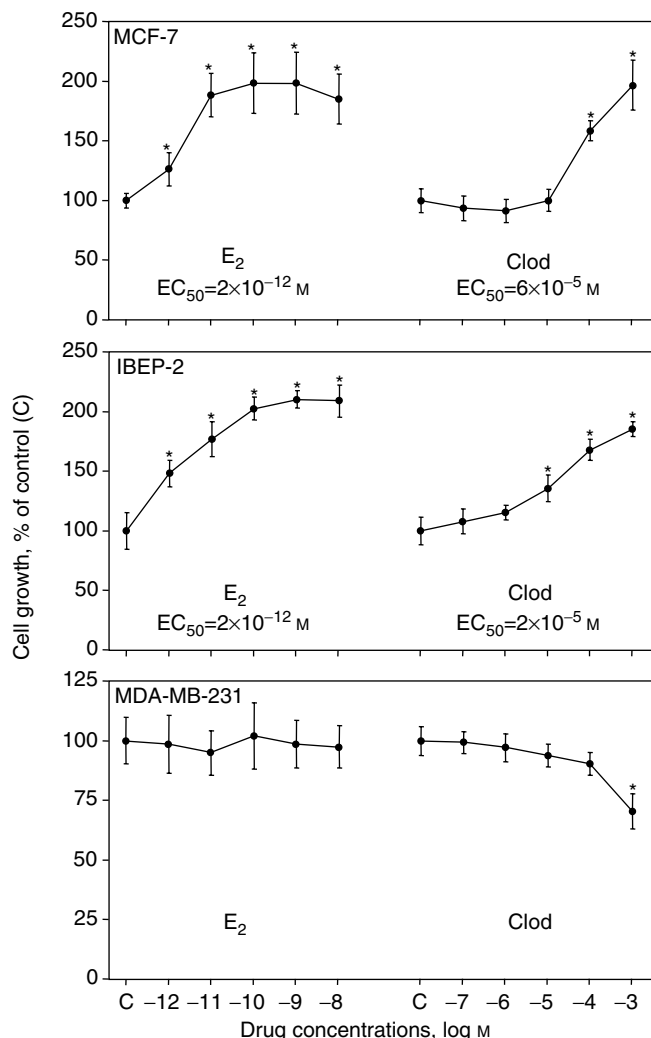 Cell growth, % of control (C)
MCF-7
250
200
150
100
50
0
* * * * * * *
E₂ Clod
EC₅₀=2×10⁻¹² M EC₅₀=6×10⁻⁵ M
IBEP-2
250
200
150
100
50
0
* * * * * * * *
E₂ Clod
EC₅₀=2×10⁻¹² M EC₅₀=2×10⁻⁵ M
MDA-MB-231
125
100
75
50
25
0
*
E₂ Clod
C −12 −11 −10 −9 −8 C −7 −6 −5 −4 −3
Drug concentrations, log M